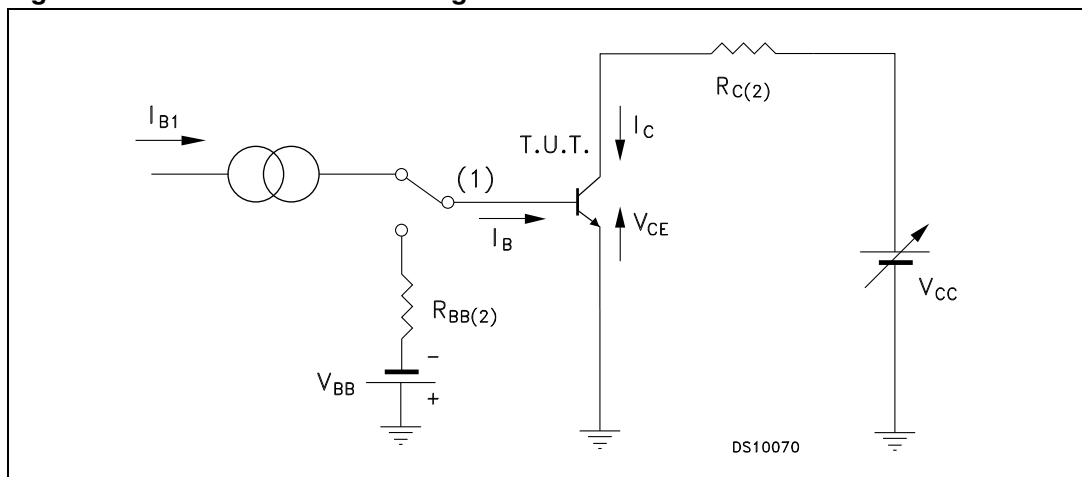 I_B1
R_C(2)
I_C
T.U.T.
(1)
I_B
V_CE
V_CC
R_BB(2)
V_BB
-
+
DS10070